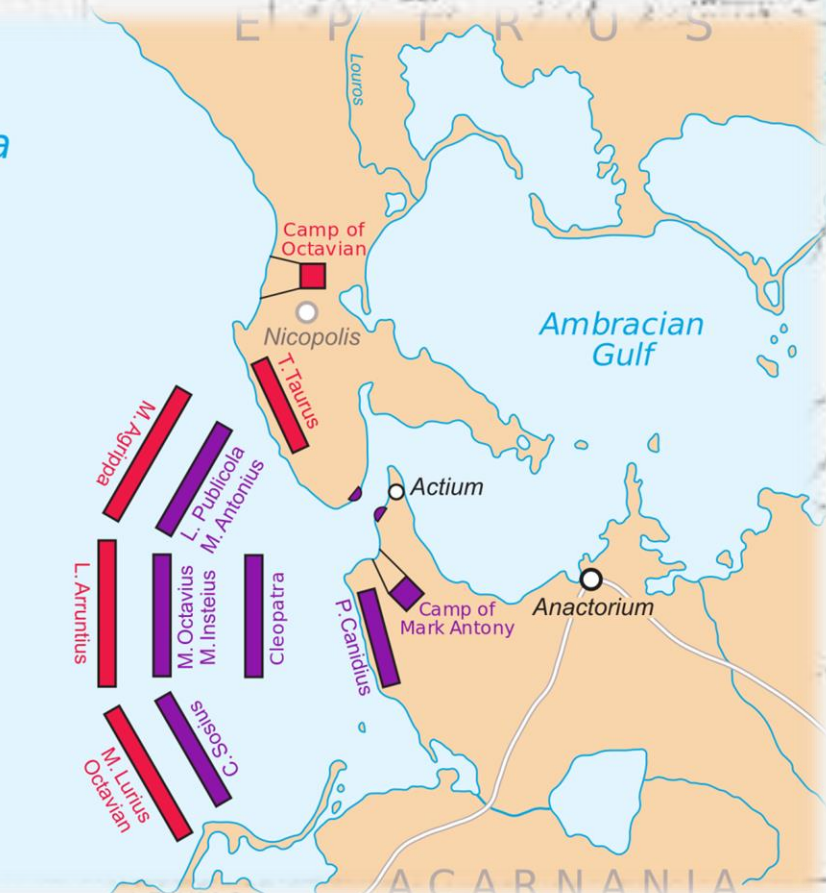 EPIRUS
Louros
a
Camp of
Octavian
Nicopolis
Ambracian
Gulf
T.Taurus
M. Agrippa
L. Publicola
M. Antonius
Actium
L. Arruntius
M. Octavius
M. Insteius
Cleopatra
P.Canidius
Camp of
Mark Antony
Anactorium
C.Sosius
M. Lurius
Octavian
ACARNANIA